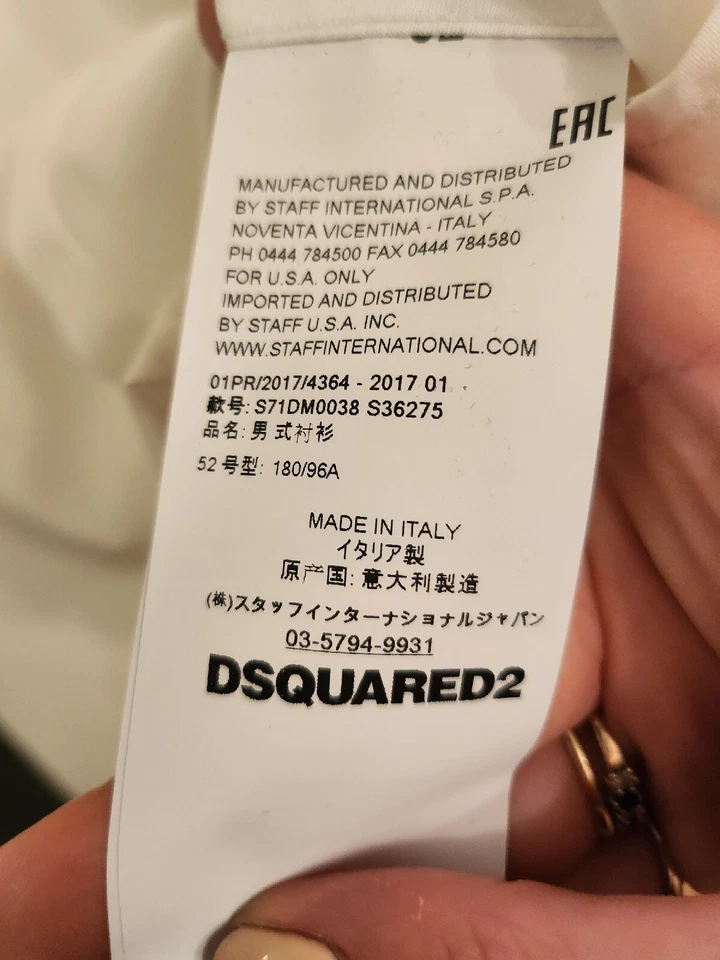 EAC
MANUFACTURED AND DISTRIBUTED
BY STAFF INTERNATIONAL S.P.A.
NOVENTA VICENTINA - ITALY
PH 0444 784500 FAX 0444 784580
FOR U.S.A. ONLY
IMPORTED AND DISTRIBUTED
BY STAFF U.S.A. INC.
WWW.STAFFINTERNATIONAL.COM
01PR/2017/4364 - 2017 01
款号: S71DM0038 S36275
品名: 男式衬衫
52 号型: 180/96A
MADE IN ITALY
イタリア製
原产国: 意大利製造
(株)スタッフインターナショナルジャパン
03-5794-9931
DSQUARED2